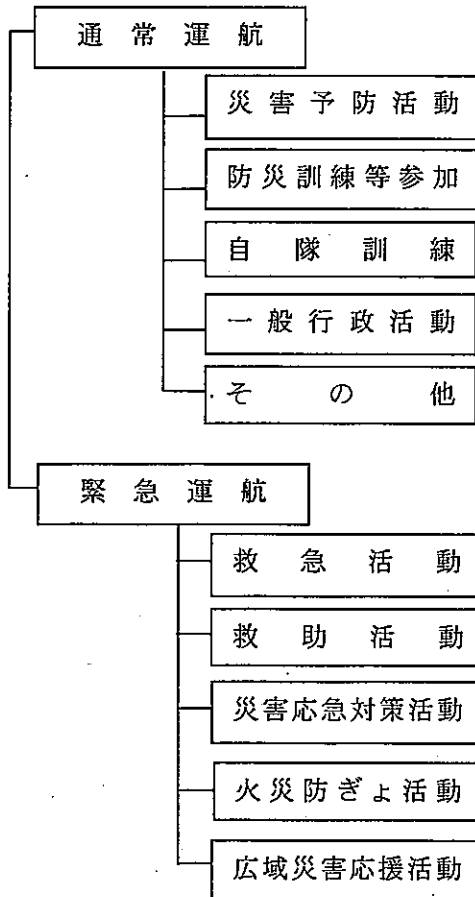 通常運航
災害予防活動
防災訓練等参加
自隊訓練
一般行政活動
その他
緊急運航
救急活動
救助活動
災害応急対策活動
火災防ぎょ活動
広域災害応援活動